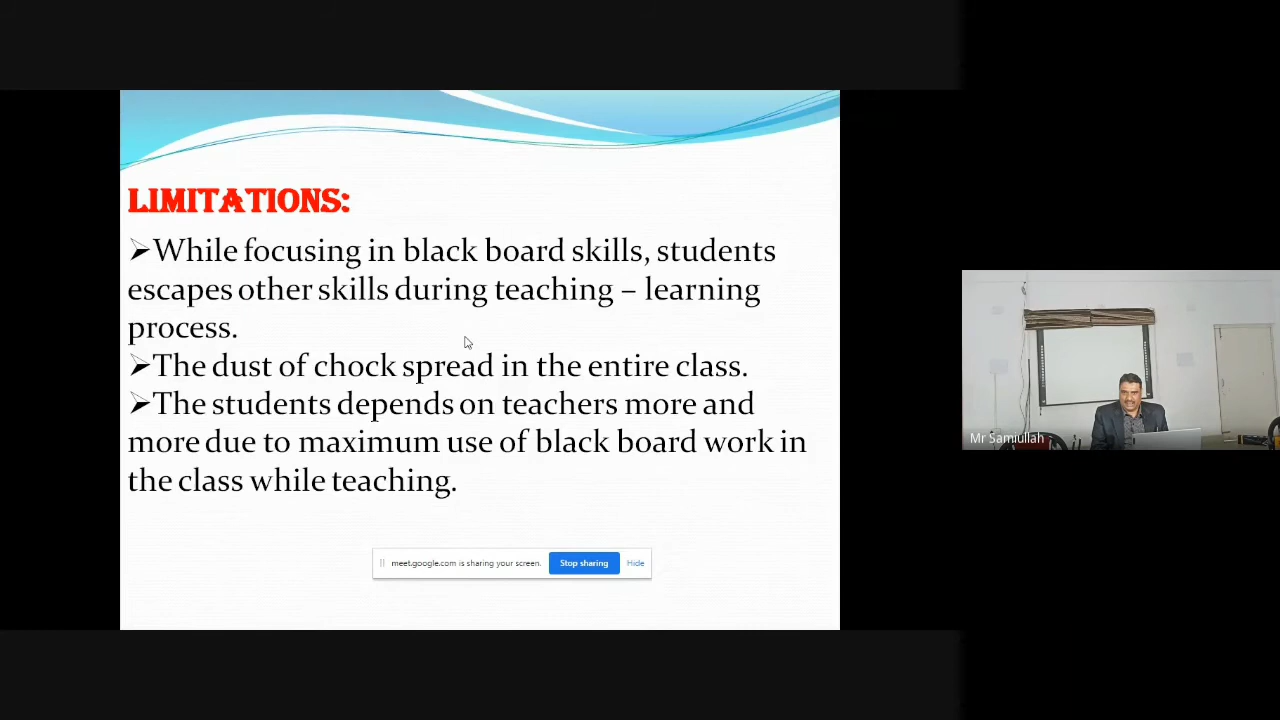 LIMITATIONS:
➢While focusing in black board skills, students
escapes other skills during teaching – learning
process.
➢The dust of chock spread in the entire class.
➢The students depends on teachers more and
more due to maximum use of black board work in
the class while teaching.
meet.google.com is sharing your screen. Stop sharing Hide
Mr Samiullah